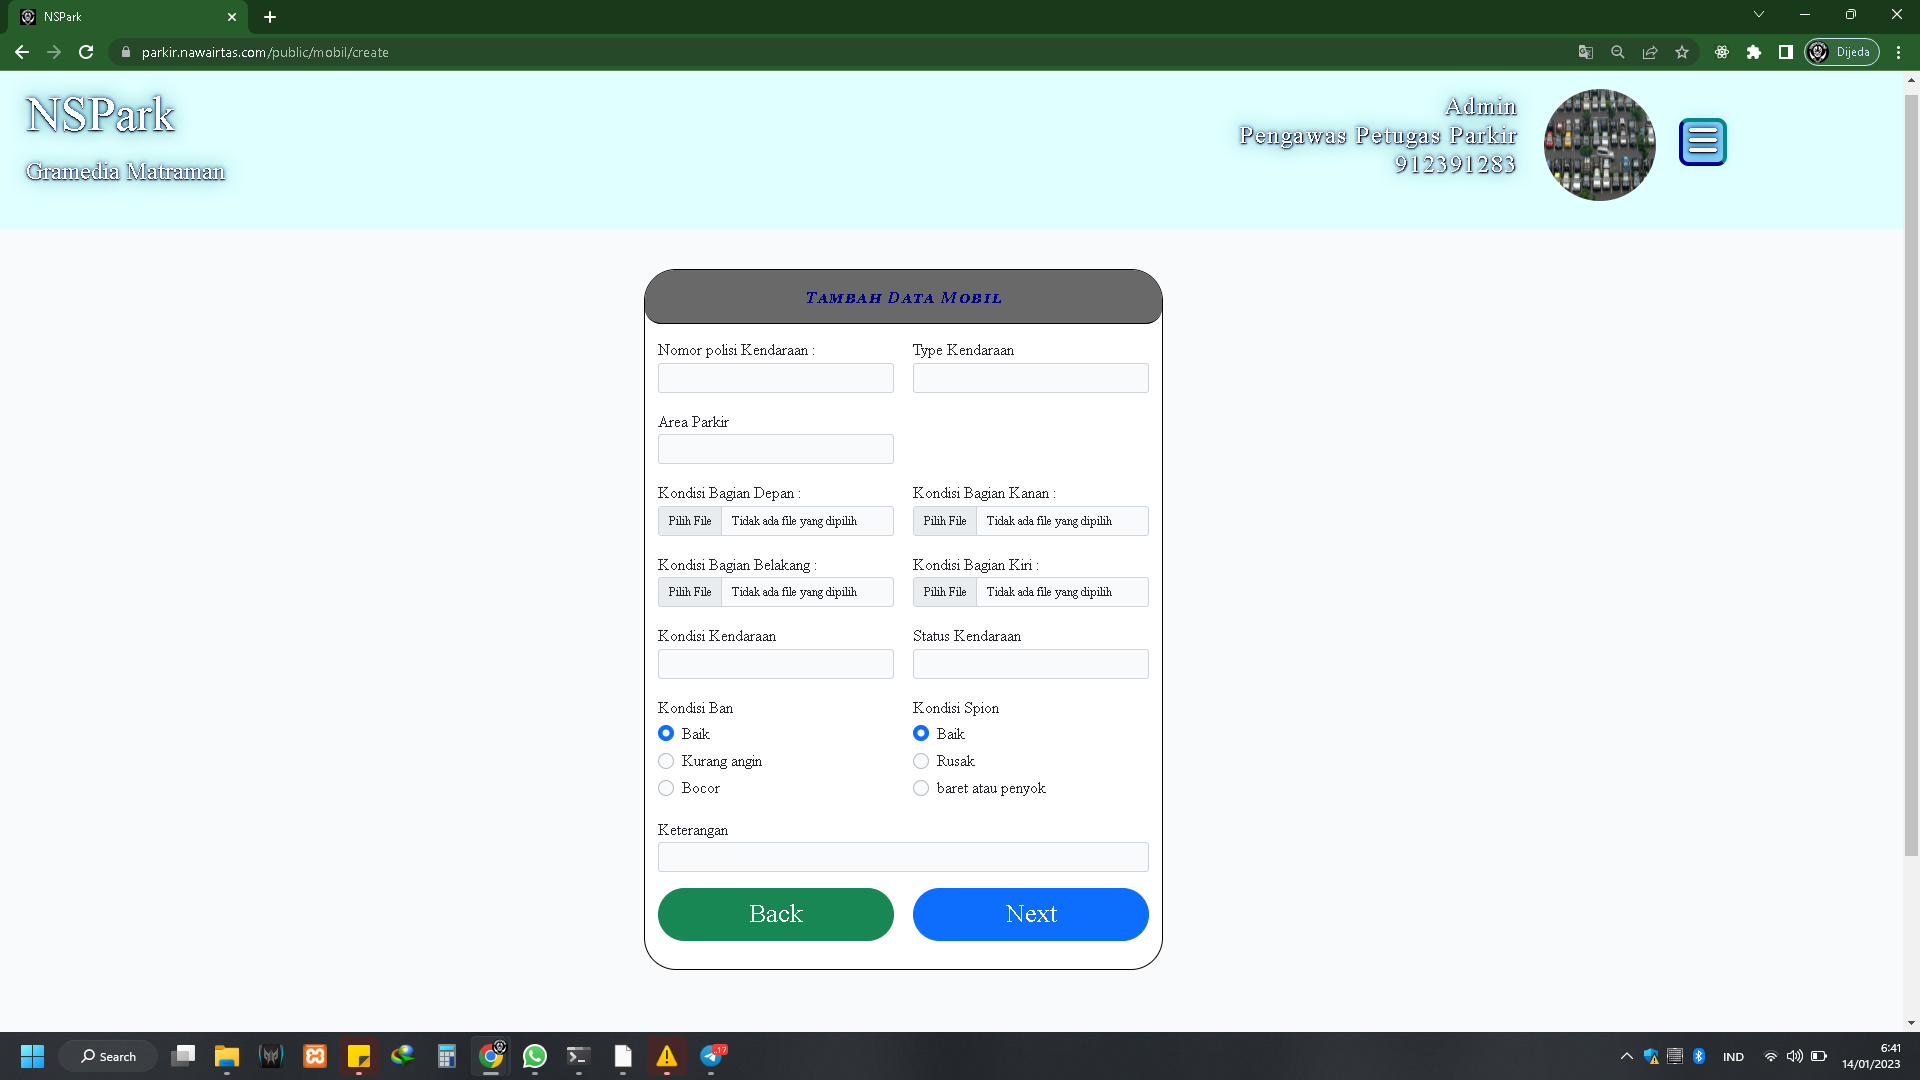 NSPark
parkir.nawairtas.com/public/mobil/create
Dijeda
NSPark
Gramedia Matraman
Admin
Pengawas Petugas Parkir
912391283
Tambah Data Mobil
Nomor polisi Kendaraan :
Type Kendaraan
Area Parkir
Kondisi Bagian Depan :
Kondisi Bagian Kanan :
Pilih File Tidak ada file yang dipilih
Pilih File Tidak ada file yang dipilih
Kondisi Bagian Belakang :
Kondisi Bagian Kiri :
Pilih File Tidak ada file yang dipilih
Pilih File Tidak ada file yang dipilih
Kondisi Kendaraan
Status Kendaraan
Kondisi Ban
Kondisi Spion
Baik
Baik
Kurang angin
Rusak
Bocor
baret atau penyok
Keterangan
Back
Next
Search
17
IND
6:41
14/01/2023